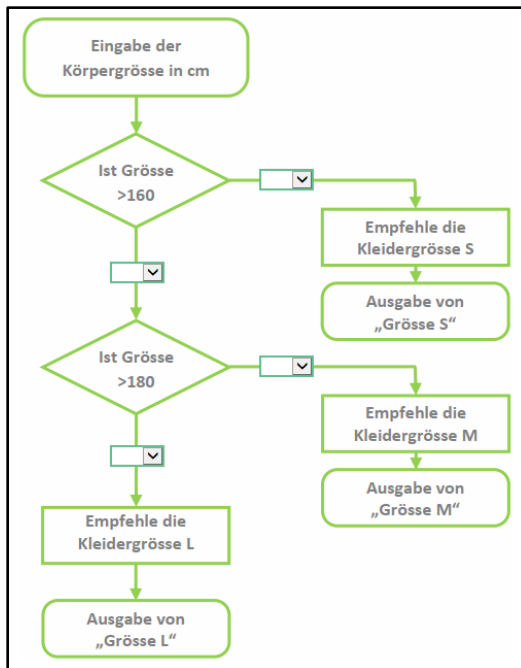 Eingabe der
Körpergrösse in cm
Ist Grösse
>160
Empfehle die
Kleidergrösse S
Ausgabe von
„Grösse S“
Ist Grösse
>180
Empfehle die
Kleidergrösse M
Ausgabe von
„Grösse M“
Empfehle die
Kleidergrösse L
Ausgabe von
„Grösse L“